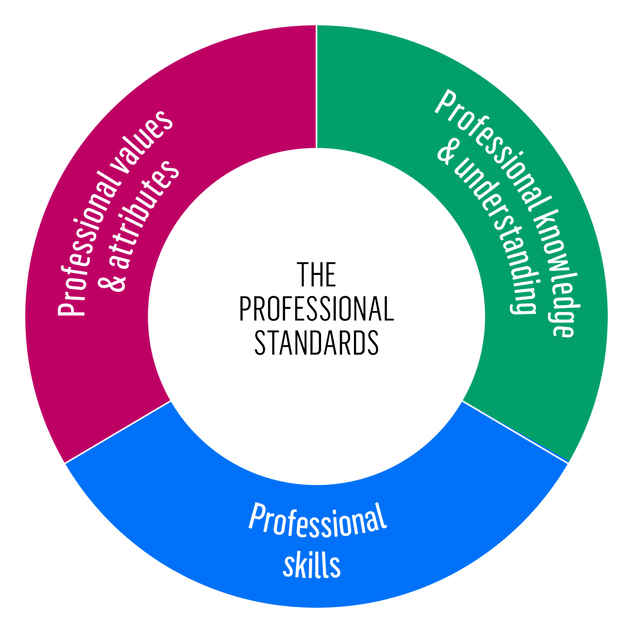 Professional values
& attributes
Professional knowledge
& understanding
THE
PROFESSIONAL
STANDARDS
Professional
skills